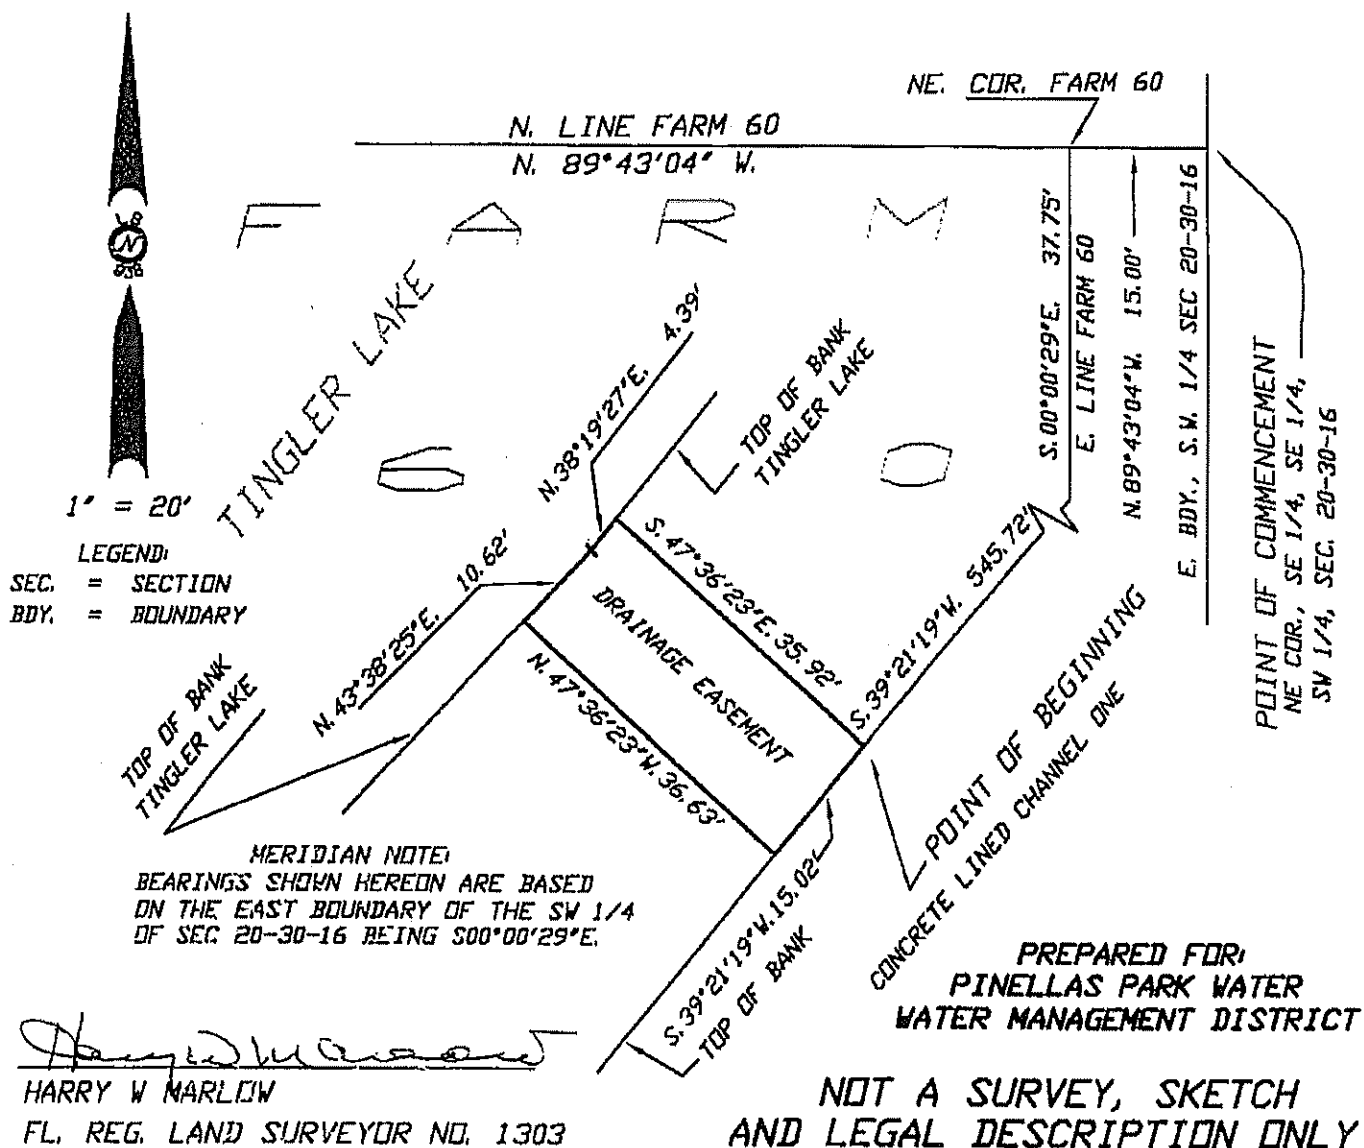 NE. COR. FARM 60
N. LINE FARM 60
N. 89°43'04" W.
F A R M
6 0
TINGLER LAKE
N
1" = 20'
LEGEND:
SEC. = SECTION
BDY. = BOUNDARY
S.00°00'29"E. 37.75'
E. LINE FARM 60
N.89°43'04"W. 15.00'
E. BDY., S.W. 1/4 SEC 20-30-16
POINT OF COMMENCEMENT
NE COR., SE 1/4, SE 1/4,
SW 1/4, SEC. 20-30-16
N.38°19'27"E. 4.39'
TOP OF BANK
TINGLER LAKE
N.43°38'25"E. 10.62'
S. 47°36'23"E. 35.92'
DRAINAGE EASEMENT
N.47°36'23"W. 36.63'
S.39°21'19"W. 545.72'
POINT OF BEGINNING
CONCRETE LINED CHANNEL ONE
TOP OF BANK
TINGLER LAKE
S.39°21'19"W.15.02'
TOP OF BANK
MERIDIAN NOTE:
BEARINGS SHOWN HEREON ARE BASED
ON THE EAST BOUNDARY OF THE SW 1/4
OF SEC 20-30-16 BEING S00°00'29"E.
PREPARED FOR:
PINELLAS PARK WATER
WATER MANAGEMENT DISTRICT
Harry W Marlow
HARRY W MARLOW
FL. REG. LAND SURVEYOR NO. 1303
NOT A SURVEY, SKETCH
AND LEGAL DESCRIPTION ONLY